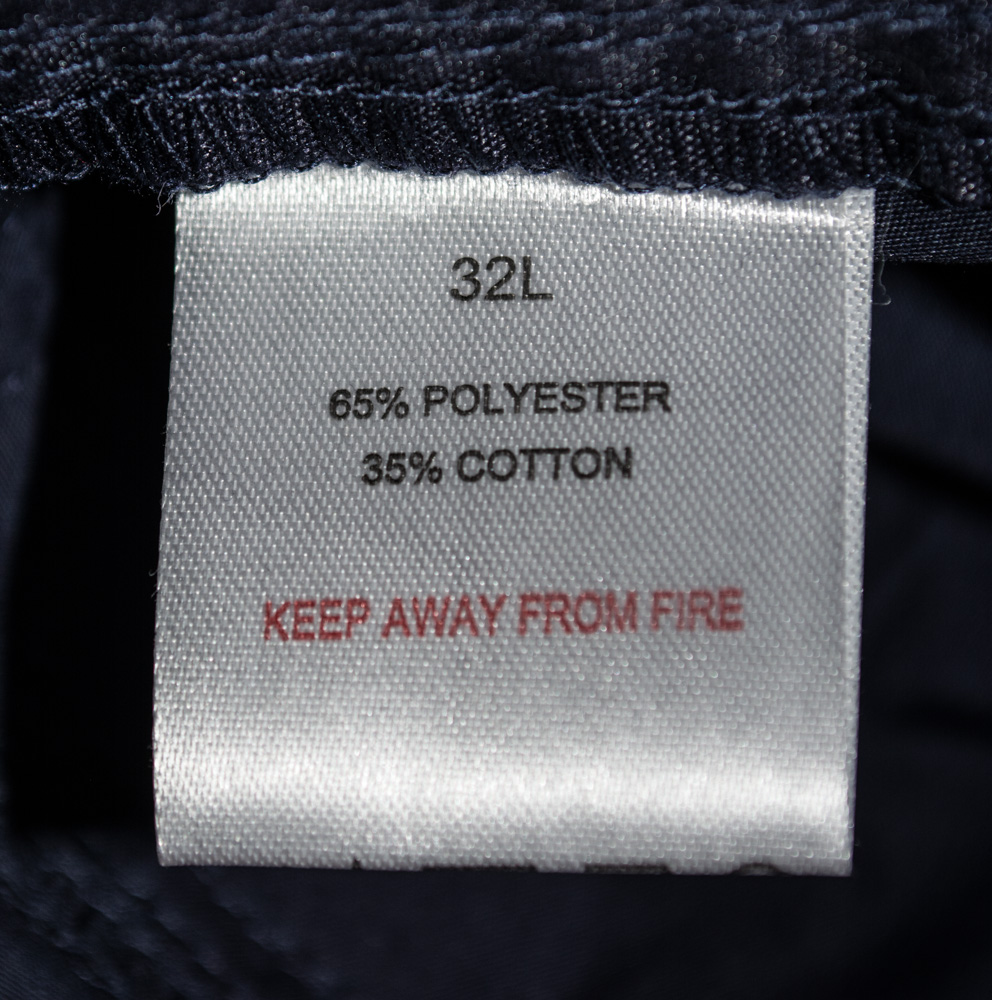 32L
65% POLYESTER
35% COTTON
KEEP AWAY FROM FIRE